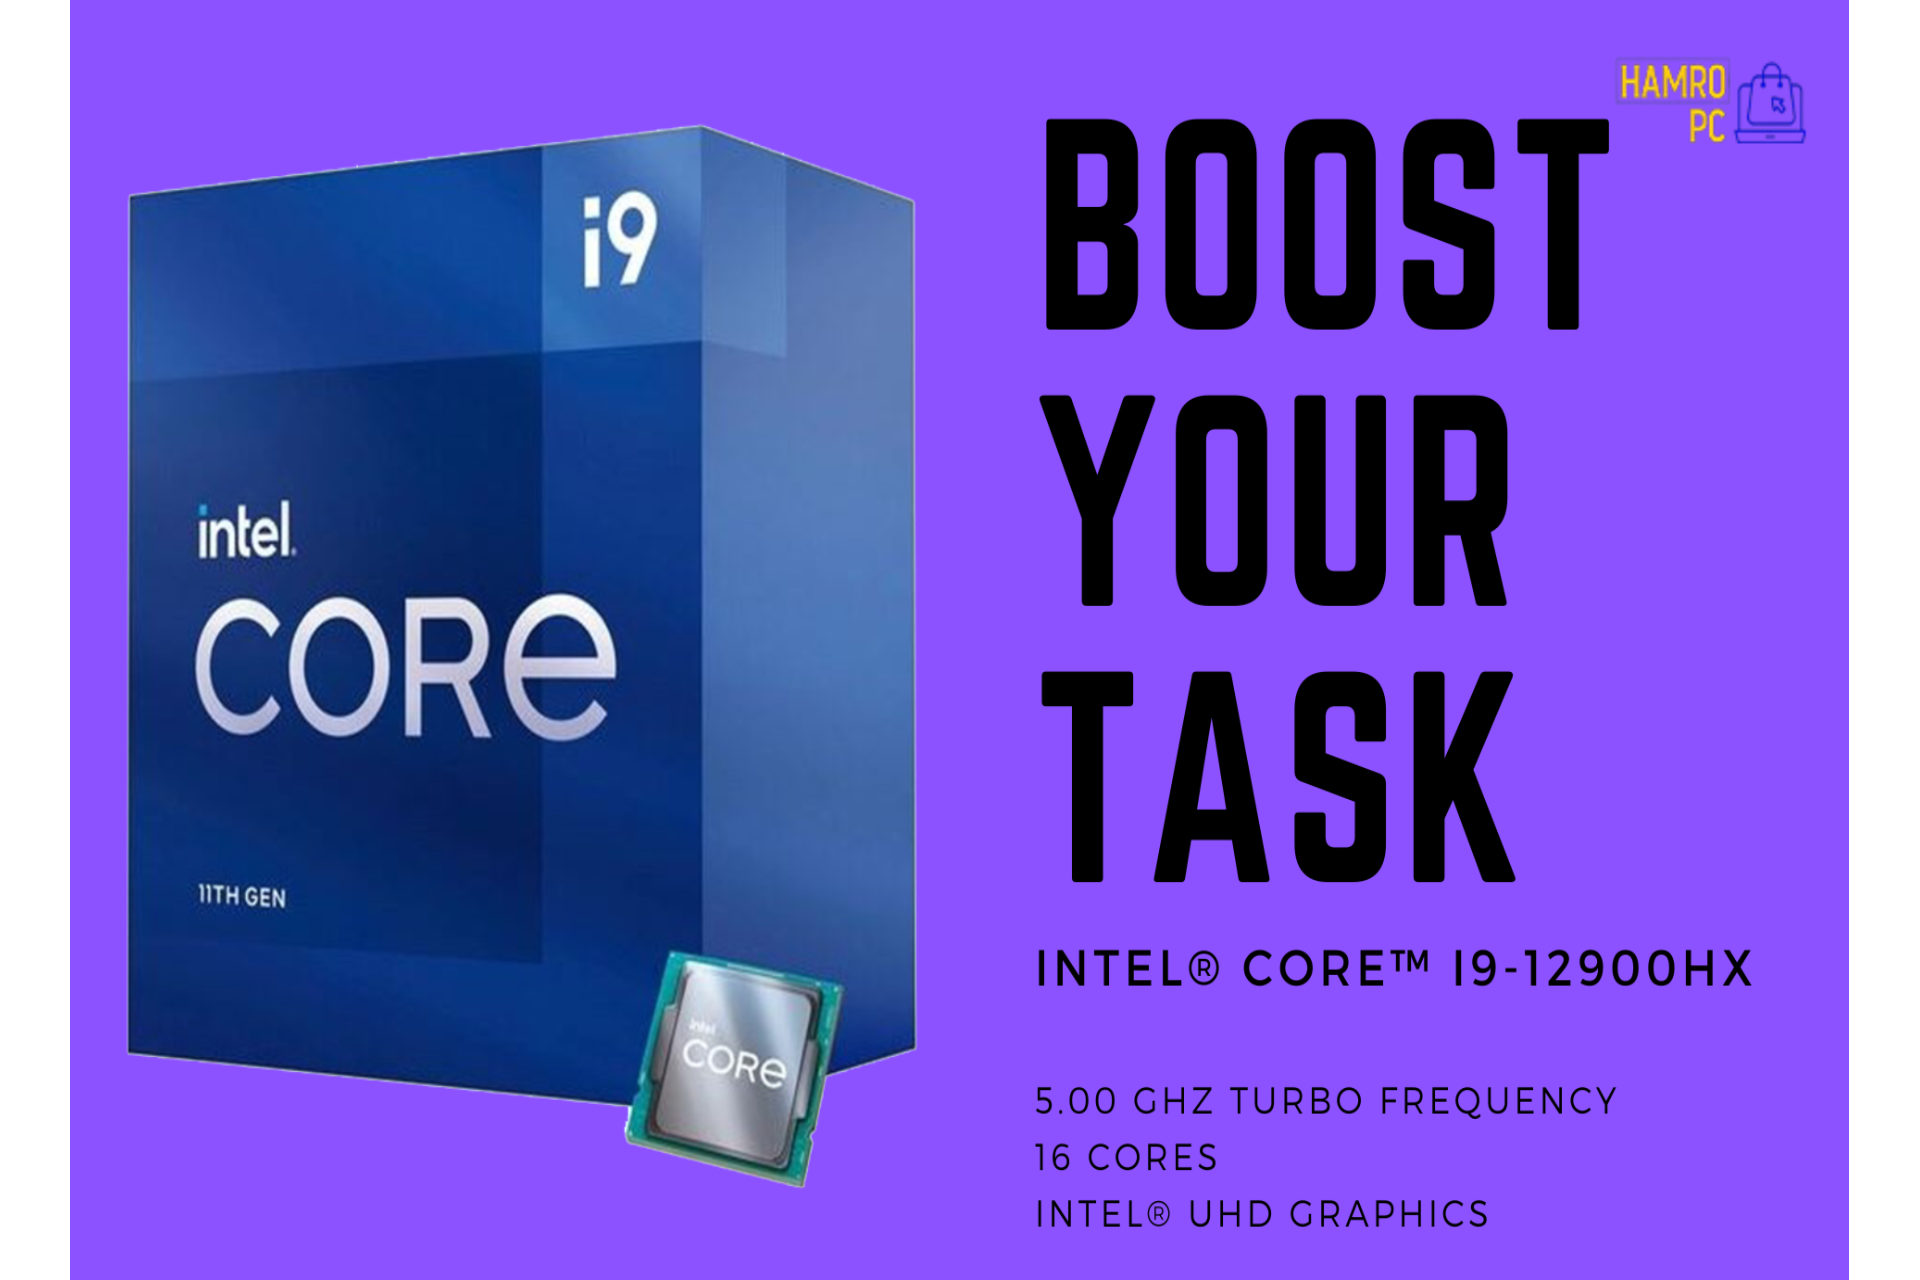 HAMRO
PC
BOOST
YOUR
TASK
i9
intel.
CORe
11TH GEN
intel
CORe
INTEL® CORE™ I9-12900HX
5.00 GHZ TURBO FREQUENCY
16 CORES
INTEL® UHD GRAPHICS